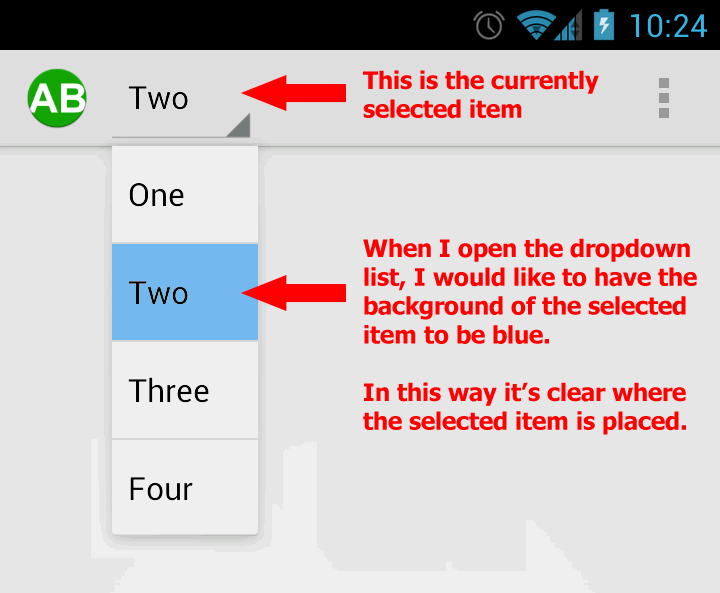 10:24
AB
Two
This is the currently
selected item
One
Two
Three
Four
When I open the dropdown
list, I would like to have the
background of the selected
item to be blue.
In this way it’s clear where
the selected item is placed.